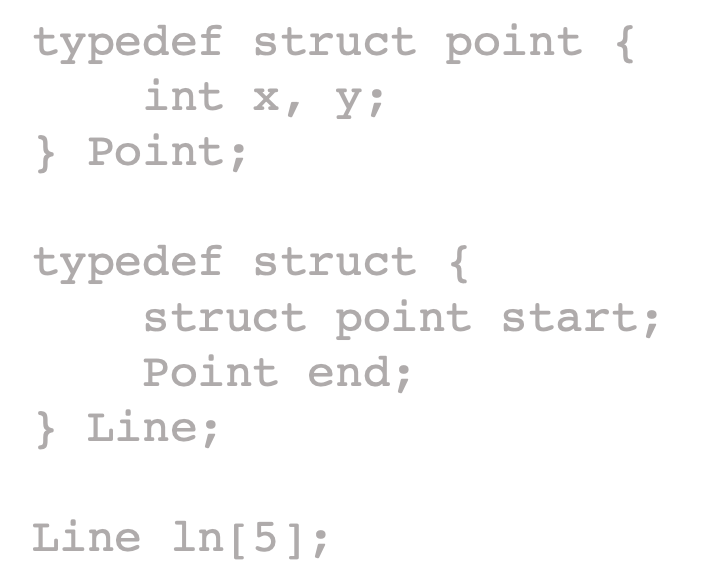 typedef struct point {
    int x, y;
} Point;

typedef struct {
    struct point start;
    Point end;
} Line;

Line ln[5];